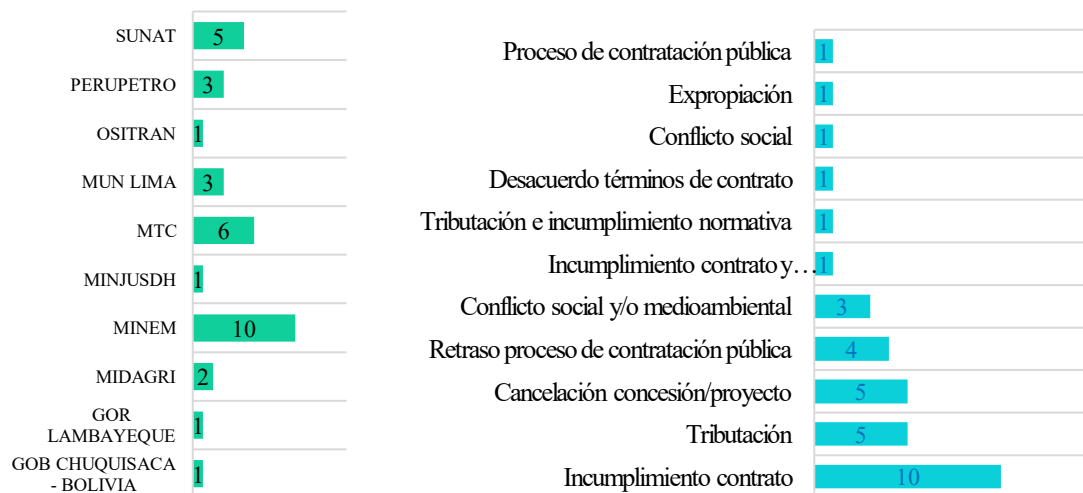 SUNAT
5
PERUPETRO
3
OSITRAN
1
MUN LIMA
3
MTC
6
MINJUSDH
1
MINEM
10
MIDAGRI
2
GOR
LAMBAYEQUE
1
GOB CHUQUISACA
- BOLIVIA
1
Proceso de contratación pública
1
Expropiación
1
Conflicto social
1
Desacuerdo términos de contrato
1
Tributación e incumplimiento normativa
1
Incumplimiento contrato y…
1
Conflicto social y/o medioambiental
3
Retraso proceso de contratación pública
4
Cancelación concesión/proyecto
5
Tributación
5
Incumplimiento contrato
10